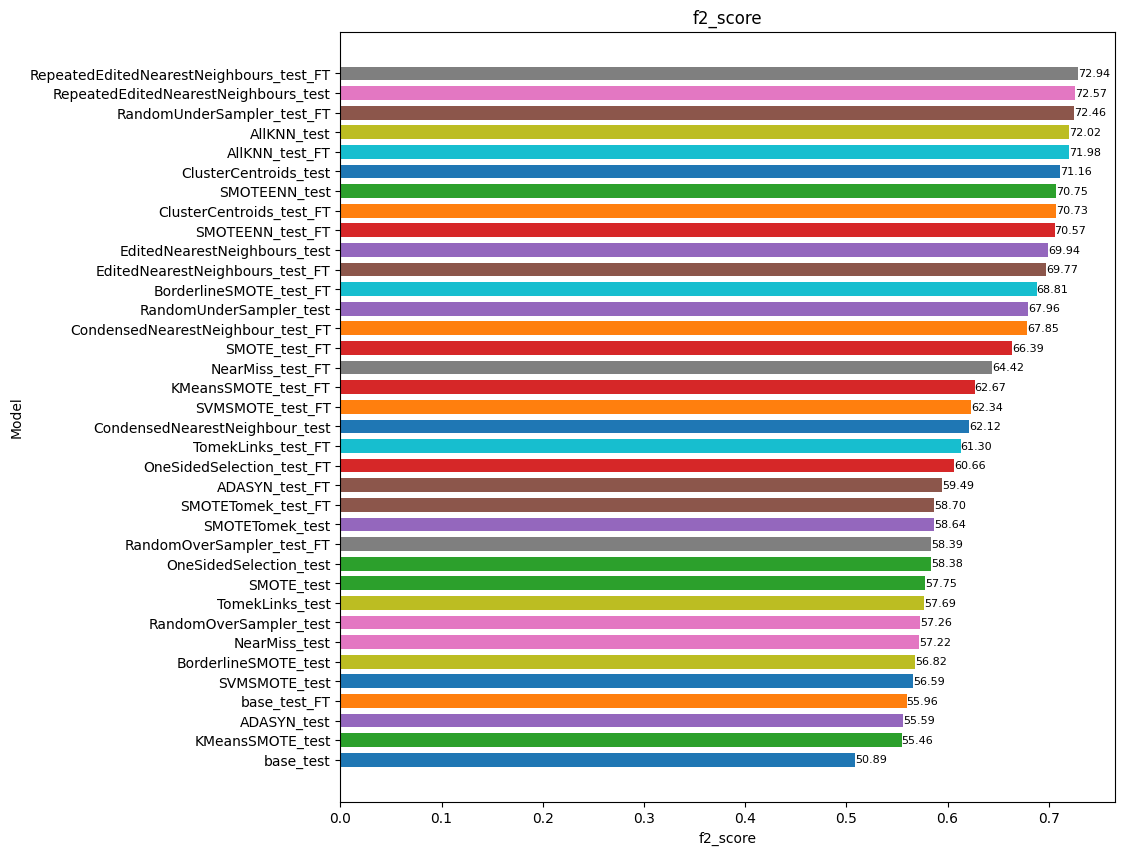 f2_score
RepeatedEditedNearestNeighbours_test_FT 72.94
RepeatedEditedNearestNeighbours_test 72.57
RandomUnderSampler_test_FT 72.46
AllKNN_test 72.02
AllKNN_test_FT 71.98
ClusterCentroids_test 71.16
SMOTEENN_test 70.75
ClusterCentroids_test_FT 70.73
SMOTEENN_test_FT 70.57
EditedNearestNeighbours_test 69.94
EditedNearestNeighbours_test_FT 69.77
BorderlineSMOTE_test_FT 68.81
RandomUnderSampler_test 67.96
CondensedNearestNeighbour_test_FT 67.85
SMOTE_test_FT 66.39
NearMiss_test_FT 64.42
KMeansSMOTE_test_FT 62.67
SVMSMOTE_test_FT 62.34
CondensedNearestNeighbour_test 62.12
TomekLinks_test_FT 61.30
OneSidedSelection_test_FT 60.66
ADASYN_test_FT 59.49
SMOTETomek_test_FT 58.70
SMOTETomek_test 58.64
RandomOverSampler_test_FT 58.39
OneSidedSelection_test 58.38
SMOTE_test 57.75
TomekLinks_test 57.69
RandomOverSampler_test 57.26
NearMiss_test 57.22
BorderlineSMOTE_test 56.82
SVMSMOTE_test 56.59
base_test_FT 55.96
ADASYN_test 55.59
KMeansSMOTE_test 55.46
base_test 50.89
Model
0.0 0.1 0.2 0.3 0.4 0.5 0.6 0.7
f2_score